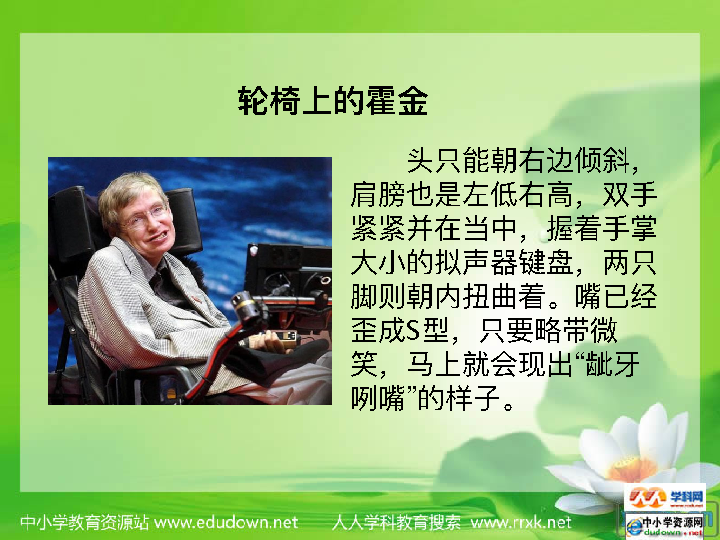 轮椅上的霍金
头只能朝右边倾斜，
肩膀也是左低右高，双手
紧紧并在当中，握着手掌
大小的拟声器键盘，两只
脚则朝内扭曲着。嘴已经
歪成S型，只要略带微
笑，马上就会现出“龇牙
咧嘴”的样子。
中小学教育资源站 www.edudown.net 人人学科教育搜索 www.rrxk.net
学科网
www.rrxk.net
中小学资源网
edudown.net